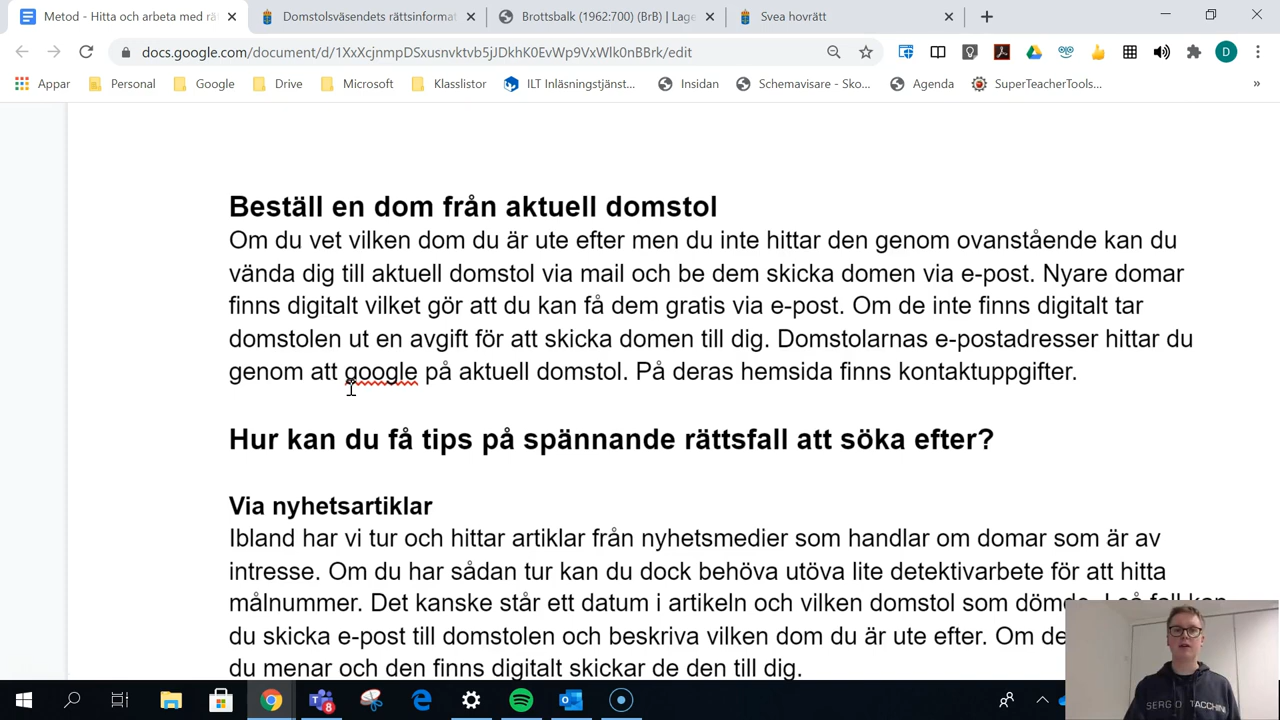 Metod - Hitta och arbeta med rä
Domstolsväsendets rättsinformat
Brottsbalk (1962:700) (BrB) | Lage
Svea hovrätt
docs.google.com/document/d/1XxXcjnmpDSxusnvktvb5jJDkhK0EvWp9VxWlk0nBBrk/edit
D
Appar
Personal
Google
Drive
Microsoft
Klasslistor
ILT Inläsningstjänst...
Insidan
Schemavisare - Sko...
Agenda
SuperTeacherTools...
Beställ en dom från aktuell domstol
Om du vet vilken dom du är ute efter men du inte hittar den genom ovanstående kan du
vända dig till aktuell domstol via mail och be dem skicka domen via e-post. Nyare domar
finns digitalt vilket gör att du kan få dem gratis via e-post. Om de inte finns digitalt tar
domstolen ut en avgift för att skicka domen till dig. Domstolarnas e-postadresser hittar du
genom att google på aktuell domstol. På deras hemsida finns kontaktuppgifter.
Hur kan du få tips på spännande rättsfall att söka efter?
Via nyhetsartiklar
Ibland har vi tur och hittar artiklar från nyhetsmedier som handlar om domar som är av
intresse. Om du har sådan tur kan du dock behöva utöva lite detektivarbete för att hitta
målnummer. Det kanske står ett datum i artikeln och vilken domstol som dömde. I så fall kan
du skicka e-post till domstolen och beskriva vilken dom du är ute efter. Om de
du menar och den finns digitalt skickar de den till dig.
SERGIO TACCHINI
8